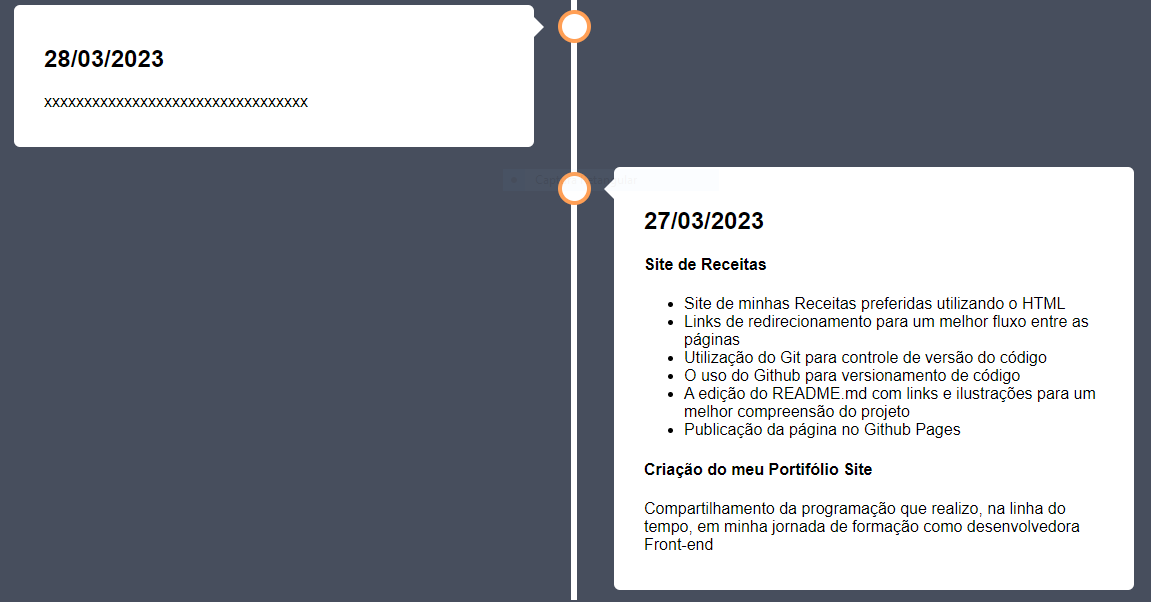 28/03/2023
xxxxxxxxxxxxxxxxxxxxxxxxxxxxxxxxx
27/03/2023
Site de Receitas
Site de minhas Receitas preferidas utilizando o HTML
Links de redirecionamento para um melhor fluxo entre as
páginas
Utilização do Git para controle de versão do código
O uso do Github para versionamento de código
A edição do README.md com links e ilustrações para um
melhor compreensão do projeto
Publicação da página no Github Pages
Criação do meu Portifólio Site
Compartilhamento da programação que realizo, na linha do
tempo, em minha jornada de formação como desenvolvedora
Front-end